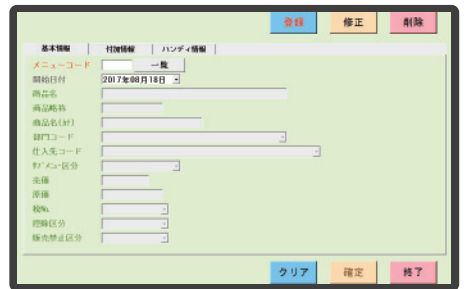 登録 修正 削除
基本情報 付加情報 ハンディ情報
メニューコード 一覧
開始日付 2017年08月18日
商品名
商品略称
商品名(ｶﾅ)
部門コード
仕入先コード
ｻﾌﾞﾒﾆｭｰ区分
売価
原価
税№
控除区分
販売禁止区分
クリア 確定 終了